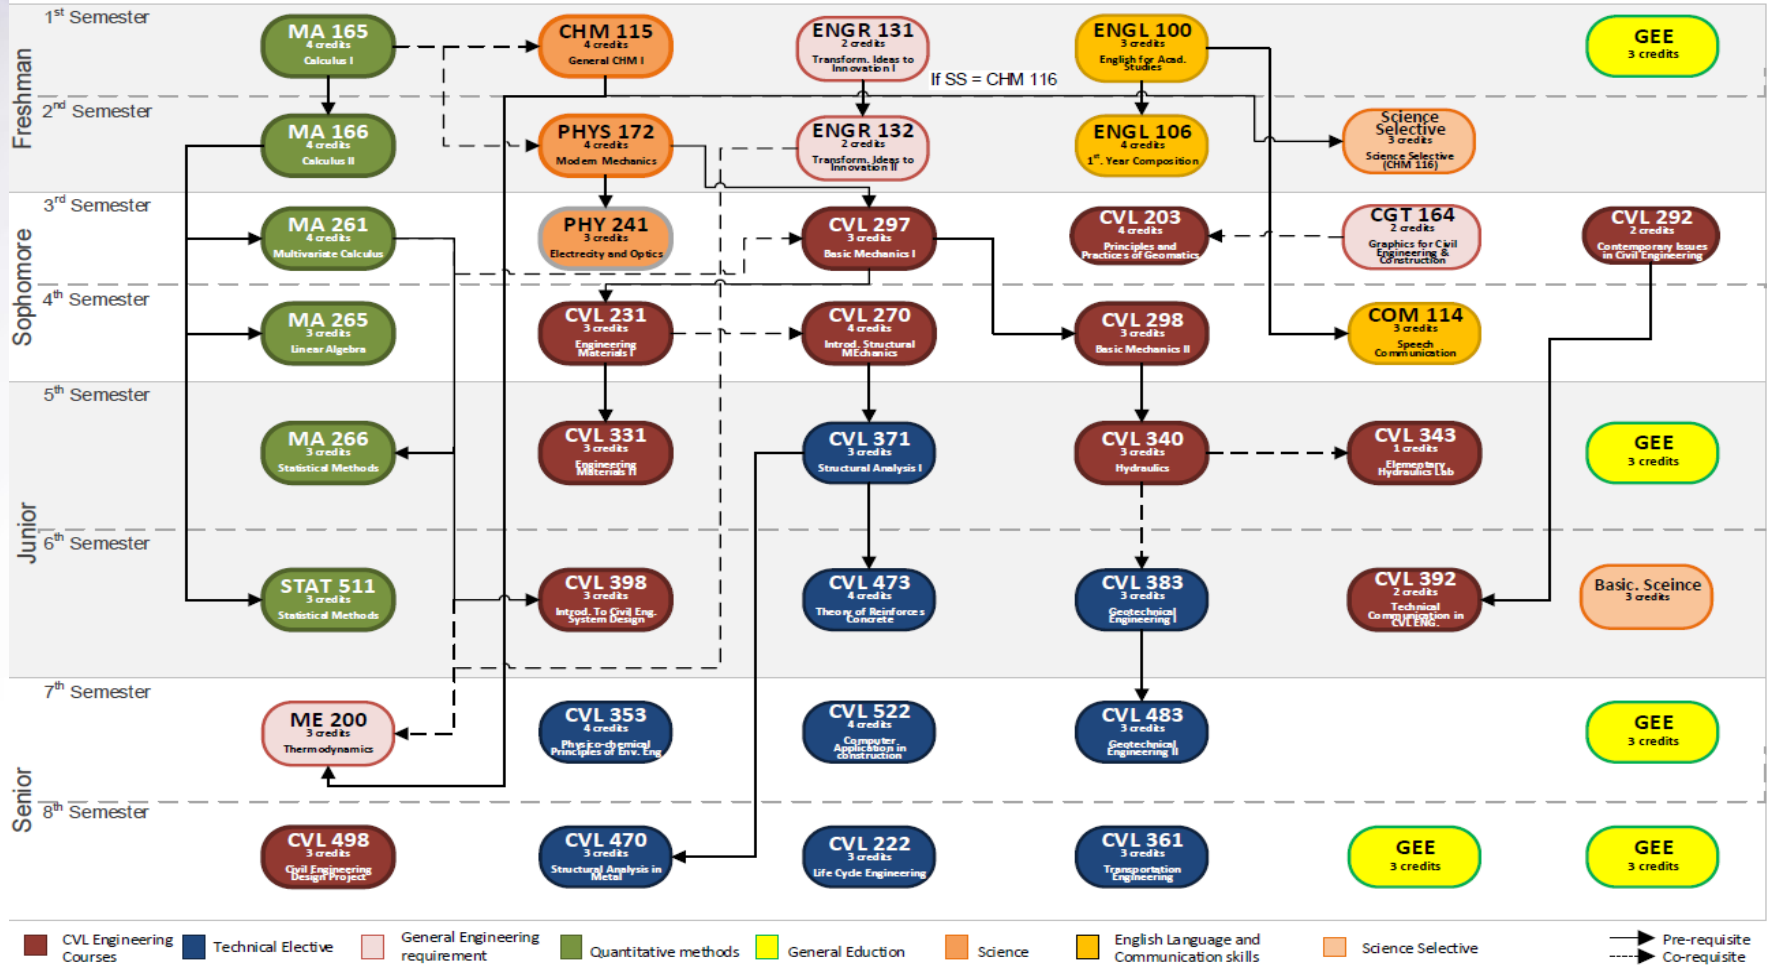 1st Semester
Freshman
MA 165
4 credits
Calculus I
CHM 115
4 credits
General CHM I
ENGR 131
2 credits
Transform. Ideas to
Innovation I
ENGL 100
3 credits
English for Acad.
Studies
GEE
3 credits
If SS = CHM 116
2nd Semester
MA 166
4 credits
Calculus II
PHYS 172
4 credits
Modern Mechanics
ENGR 132
2 credits
Transform. Ideas to
Innovation II
ENGL 106
4 credits
1st. Year Composition
Science
Selective
3 credits
Science Selective
(CHM 116)
3rd Semester
Sophomore
MA 261
4 credits
Multivariate Calculus
PHY 241
3 credits
Electrecity and Optics
CVL 297
3 credits
Basic Mechanics I
CVL 203
4 credits
Principles and
Practices of Geomatics
CGT 164
2 credits
Graphics for Civil
Engineering &
Construction
CVL 292
2 credits
Contemporary Issues
in Civil Engineering
4th Semester
MA 265
3 credits
Linear Algebra
CVL 231
3 credits
Engineering
Materials I
CVL 270
4 credits
Introd. Structural
MEchanics
CVL 298
3 credits
Basic Mechanics II
COM 114
3 credits
Speech
Communication
5th Semester
Junior
MA 266
3 credits
Statistical Methods
CVL 331
3 credits
Engineering
Materials II
CVL 371
3 credits
Structural Analysis I
CVL 340
3 credits
Hydraulics
CVL 343
1 credits
Elementary
Hydraulics Lab
GEE
3 credits
6th Semester
STAT 511
3 credits
Statistical Methods
CVL 398
3 credits
Introd. To Civil Eng.
System Design
CVL 473
4 credits
Theory of Reinforces
Concrete
CVL 383
3 credits
Geotechnical
Engineering I
CVL 392
2 credits
Technical
Communication in
CVL ENG.
Basic. Sceince
3 credits
7th Semester
Senior
ME 200
3 credits
Thermodynamics
CVL 353
4 credits
Physico-chemical
Principles of Env. Eng
CVL 522
4 credits
Computer
Application in
construction
CVL 483
3 credits
Geotechnical
Engineering II
GEE
3 credits
8th Semester
CVL 498
3 credits
Civil Engineering
Design Project
CVL 470
3 credits
Structural Analysis in
Metal
CVL 222
3 credits
Life Cycle Engineering
CVL 361
3 credits
Transportation
Engineering
GEE
3 credits
GEE
3 credits
CVL Engineering
Courses
Technical Elective
General Engineering
requirement
Quantitative methods
General Eduction
Science
English Language and
Communication skills
Science Selective
Pre-requisite
Co-requisite